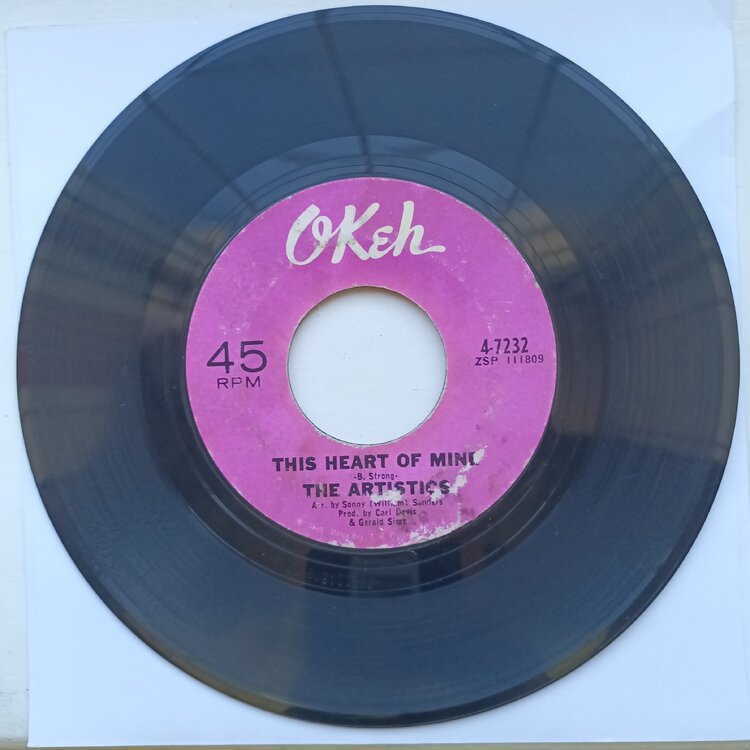 OKeh
45
RPM
4-7232
ZSP 111809
THIS HEART OF MINE
-B. Strong-
THE ARTISTICS
Arr. by Sonny (William) Sanders
Prod. by Carl Davis
& Gerald Sims